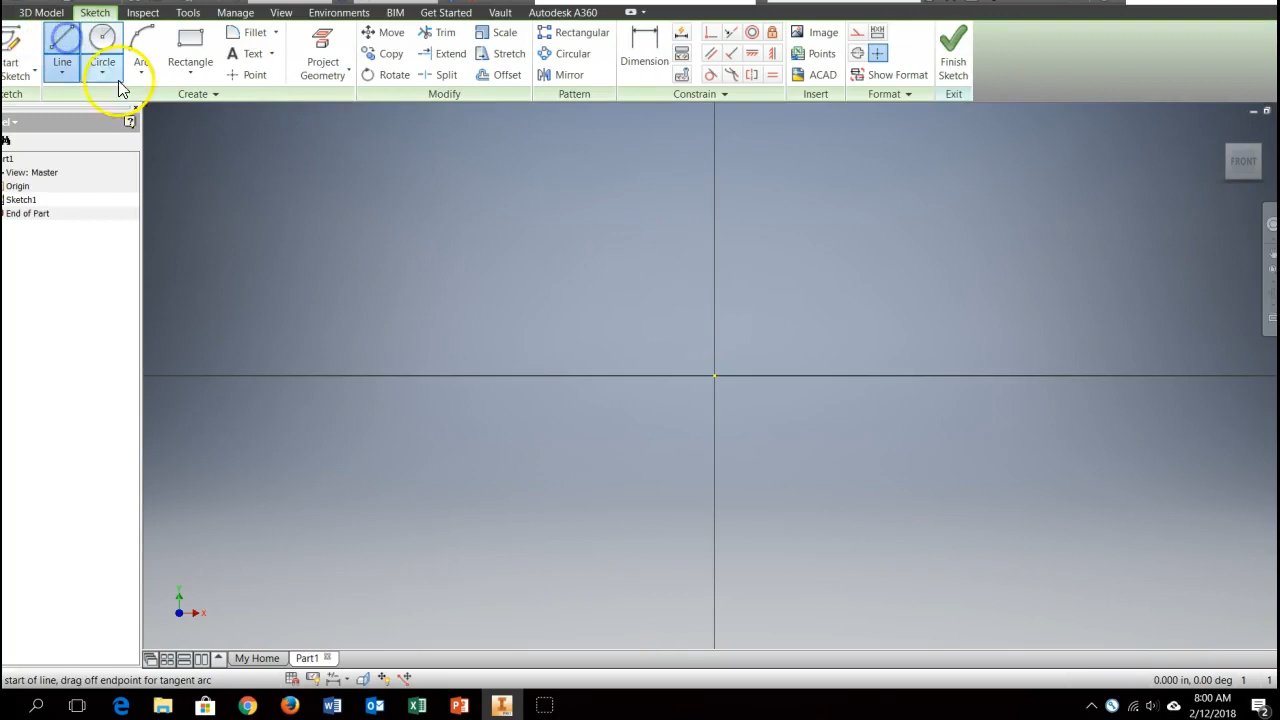 3D Model Sketch Inspect Tools Manage View Environments BIM Get Started Vault Autodesk A360
Line Circle Arc Rectangle Fillet Move Trim Scale Rectangular Image
Text Copy Extend Stretch Circular Points
Point Rotate Split Offset Mirror ACAD Show Format
Project Geometry Dimension Finish Sketch
Sketch
Create Modify Pattern Constrain Insert Format Exit
View: Master
Origin
Sketch1
End of Part
FRONT
Y
X
My Home Part1
start of line, drag off endpoint for tangent arc
0.000 in, 0.00 deg 1 1
8:00 AM
2/12/2018
2